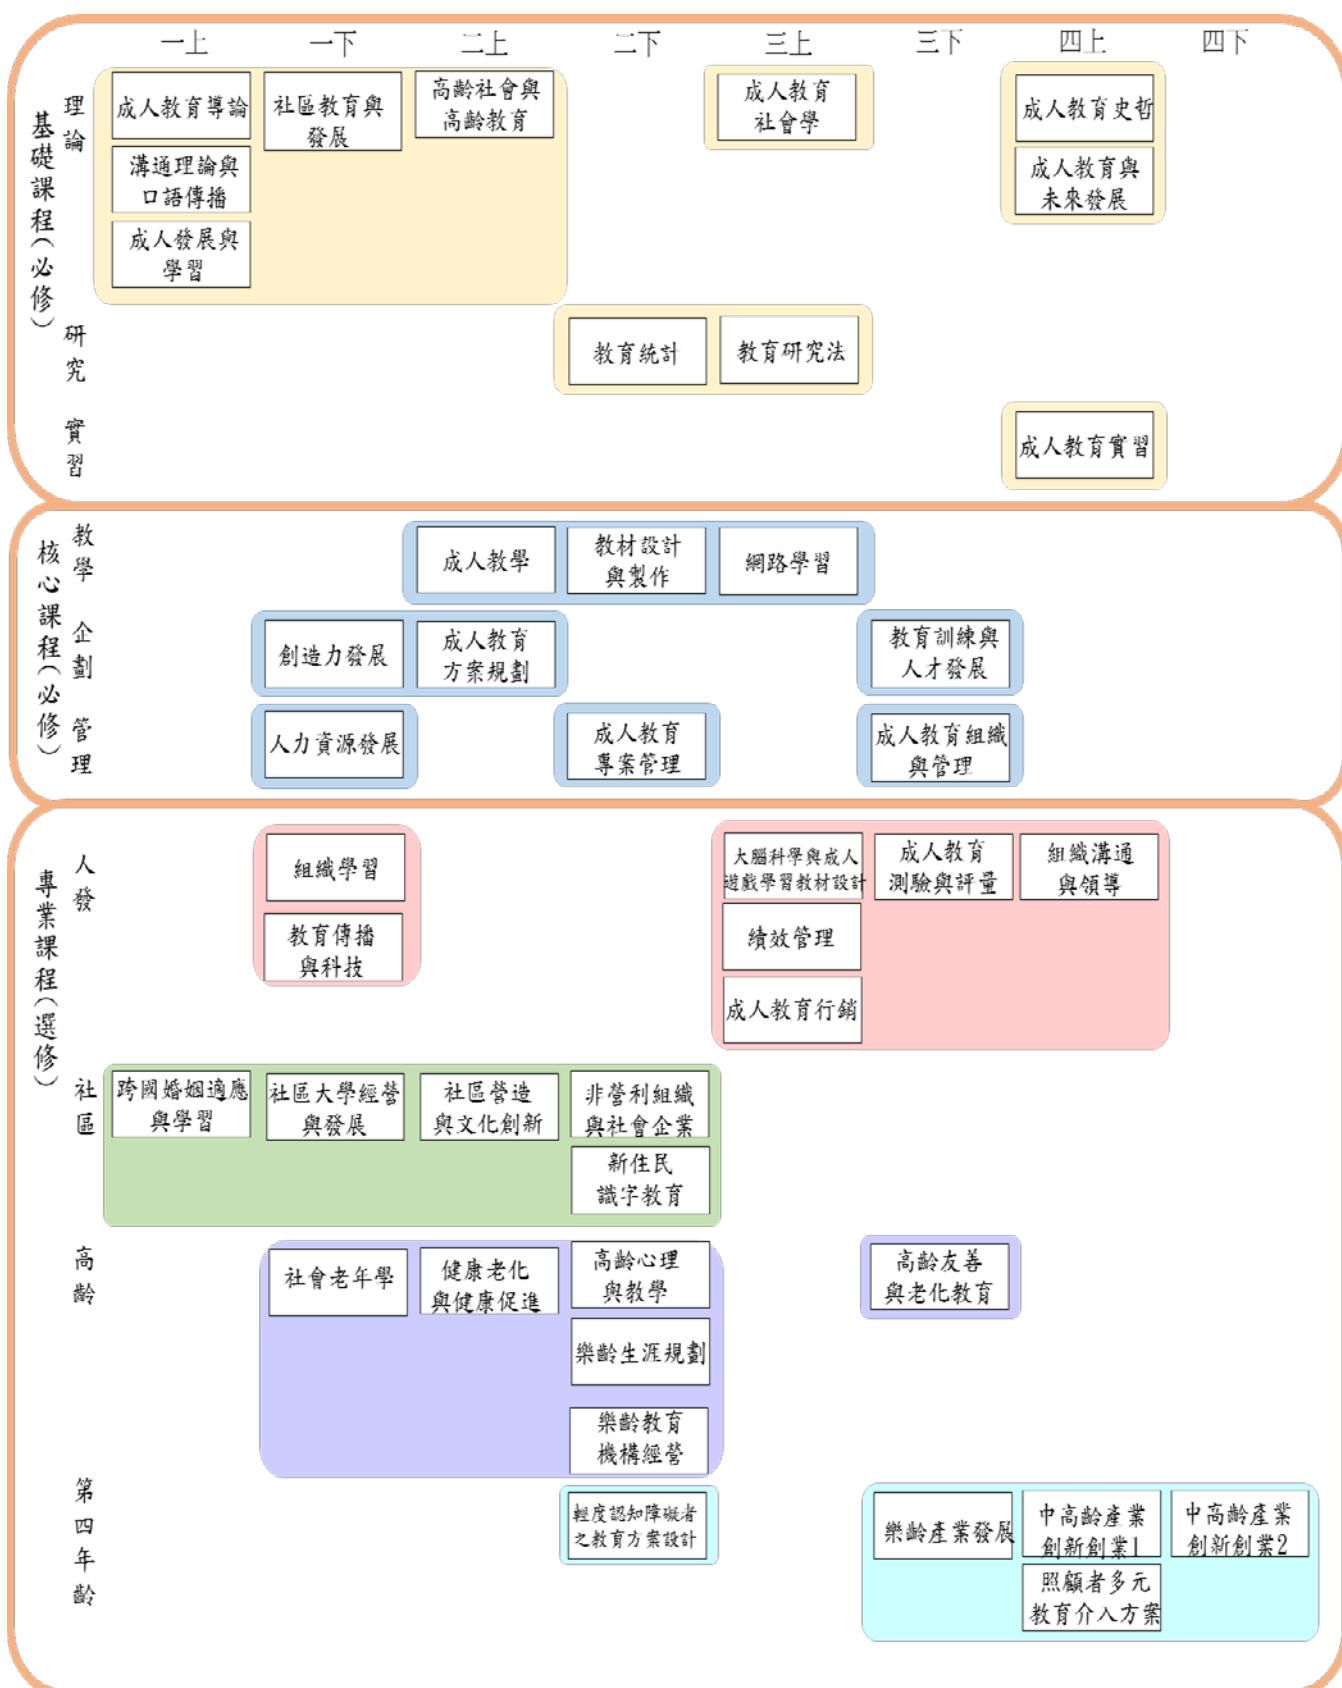 一上 一下 二上 二下 三上 三下 四上 四下
基礎課程(必修)
理論
成人教育導論
溝通理論與
口語傳播
成人發展與
學習
社區教育與
發展
高齡社會與
高齡教育
成人教育
社會學
成人教育史哲
成人教育與
未來發展
研究
教育統計
教育研究法
實習
成人教育實習
核心課程(必修)
教學
成人教學
教材設計
與製作
網路學習
企劃
創造力發展
成人教育
方案規劃
教育訓練與
人才發展
管理
人力資源發展
成人教育
專案管理
成人教育組織
與管理
專業課程(選修)
人發
組織學習
教育傳播
與科技
大腦科學與成人
遊戲學習教材設計
績效管理
成人教育行銷
成人教育
測驗與評量
組織溝通
與領導
社區
跨國婚姻適應
與學習
社區大學經營
與發展
社區營造
與文化創新
非營利組織
與社會企業
新住民
識字教育
高齡
社會老年學
健康老化
與健康促進
高齡心理
與教學
樂齡生涯規劃
樂齡教育
機構經營
高齡友善
與老化教育
第四年齡
輕度認知障礙者
之教育方案設計
樂齡產業發展
中高齡產業
創新創業1
照顧者多元
教育介入方案
中高齡產業
創新創業2